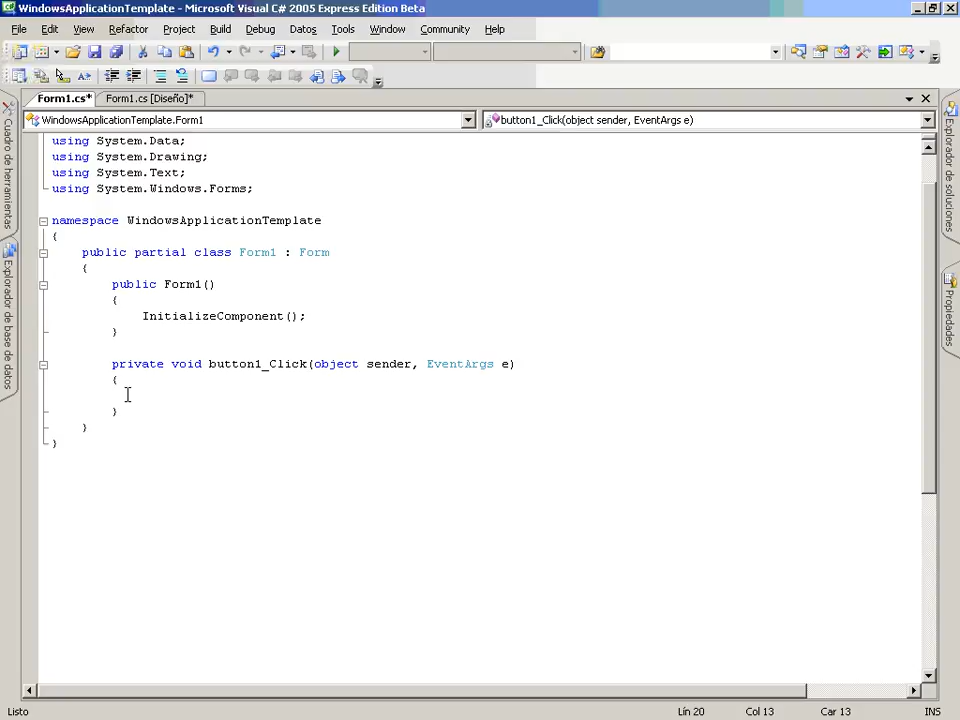 WindowsApplicationTemplate - Microsoft Visual C# 2005 Express Edition Beta
File Edit View Refactor Project Build Debug Datos Tools Window Community Help
Form1.cs* Form1.cs [Diseño]*
WindowsApplicationTemplate.Form1 button1_Click(object sender, EventArgs e)
Cuadro de herramientas
Explorador de base de datos
using System.Data;
using System.Drawing;
using System.Text;
using System.Windows.Forms;
namespace WindowsApplicationTemplate
{
public partial class Form1 : Form
{
public Form1()
{
InitializeComponent();
}
private void button1_Click(object sender, EventArgs e)
{
}
}
}
Explorador de soluciones
Propiedades
Listo Lín 20 Col 13 Car 13 INS